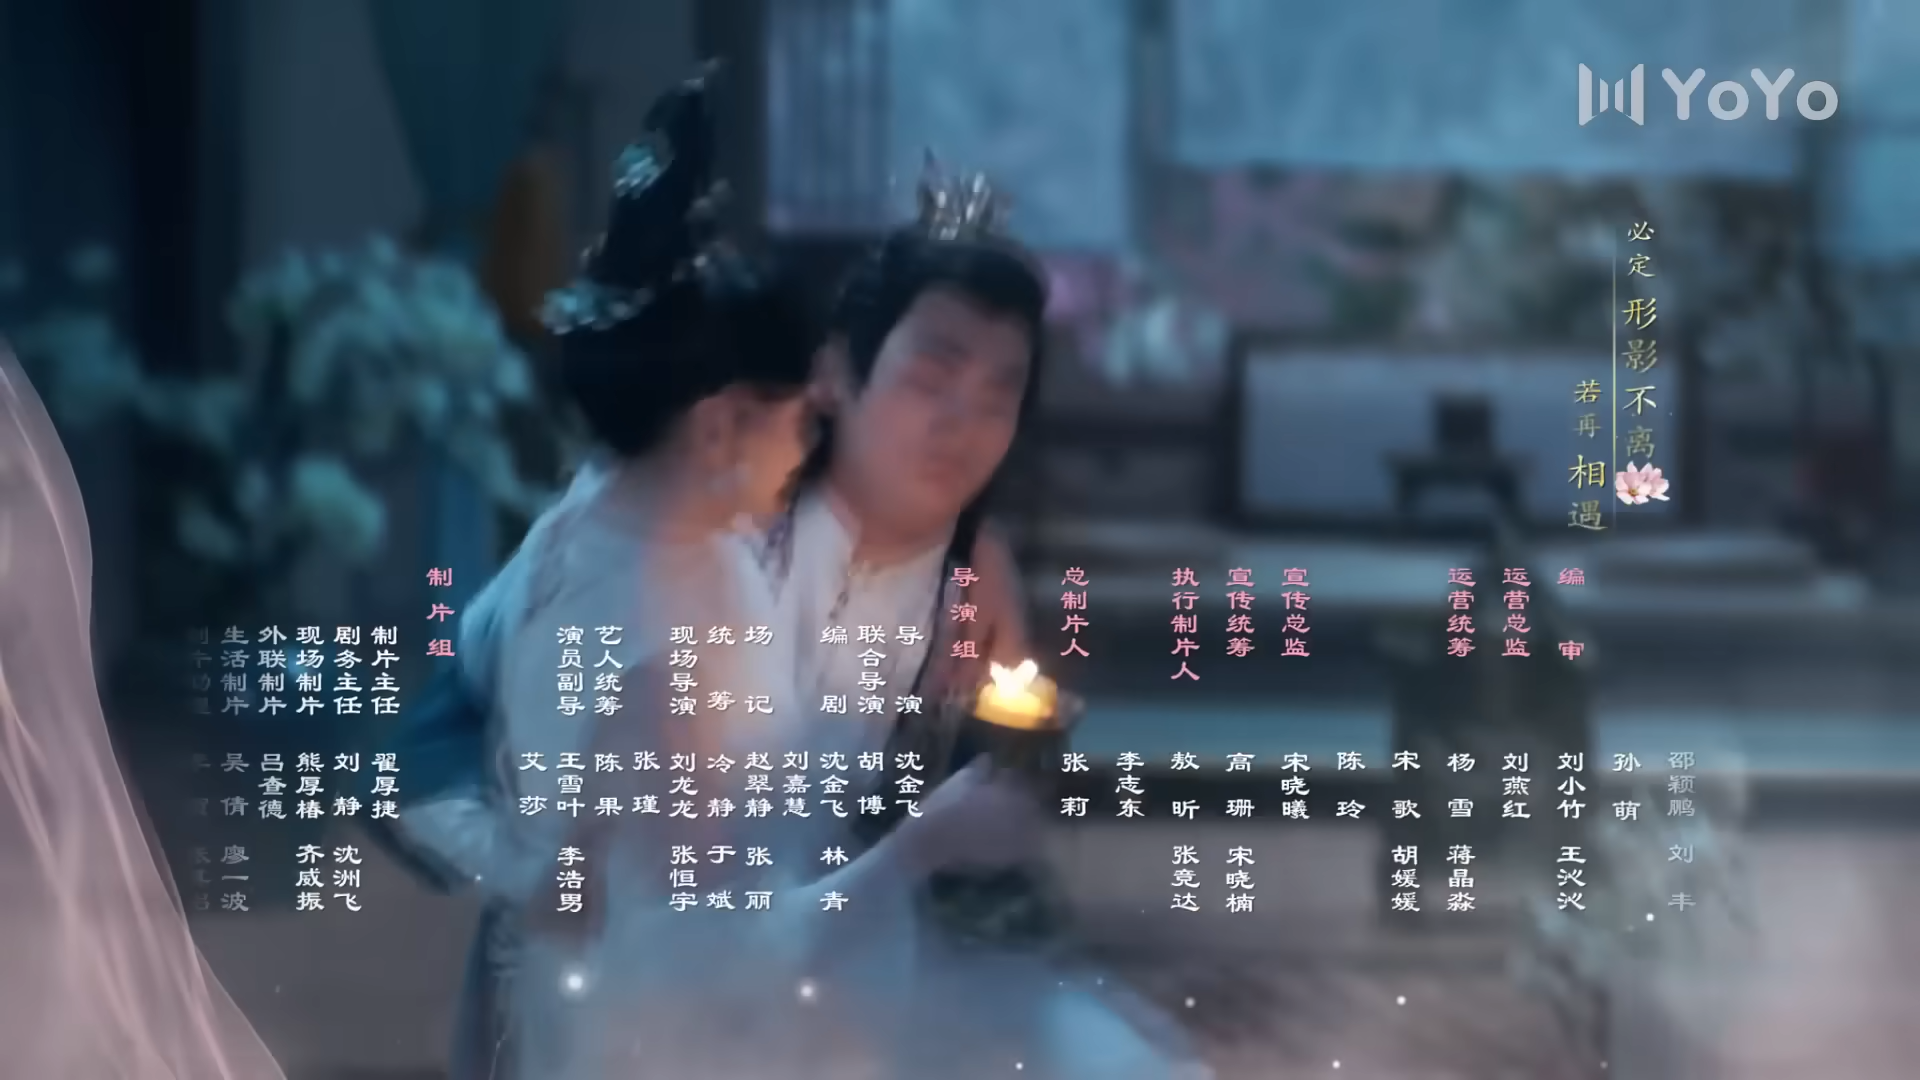 YoYo
若再相遇
必定形影不离
邵颖鹏 刘丰
孙萌
编审 刘小竹 王沁沁
运营总监 刘燕红
运营统筹 杨雪 蒋晶淼
宋歌 胡媛媛
陈玲
宣传总监 宋晓曦
宣传统筹 高珊 宋晓楠
执行制片人 敖昕 张竞达
李志东
总制片人 张莉
导演组
导演 沈金飞
联合导演 胡博
编剧 沈金飞 林青
刘嘉慧
场记 赵翠静 张丽
统筹 冷静 于斌
现场导演 刘龙龙 张恒宇
张瑾
艺人统筹 陈果
演员副导 王雪叶 李浩男
艾莎
制片组
制片主任 翟厚捷
剧务主任 刘静 沈洲飞
现场制片 熊厚椿 齐威振
外联制片 吕查德
生活制片 吴倩 廖一波